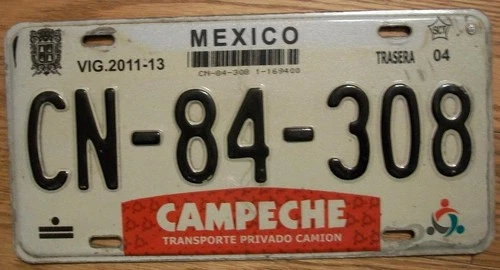 MEXICO
VIG.2011-13
CN-84-308 1-169400
TRASERA 04
CN-84-308
CAMPECHE
TRANSPORTE PRIVADO CAMION